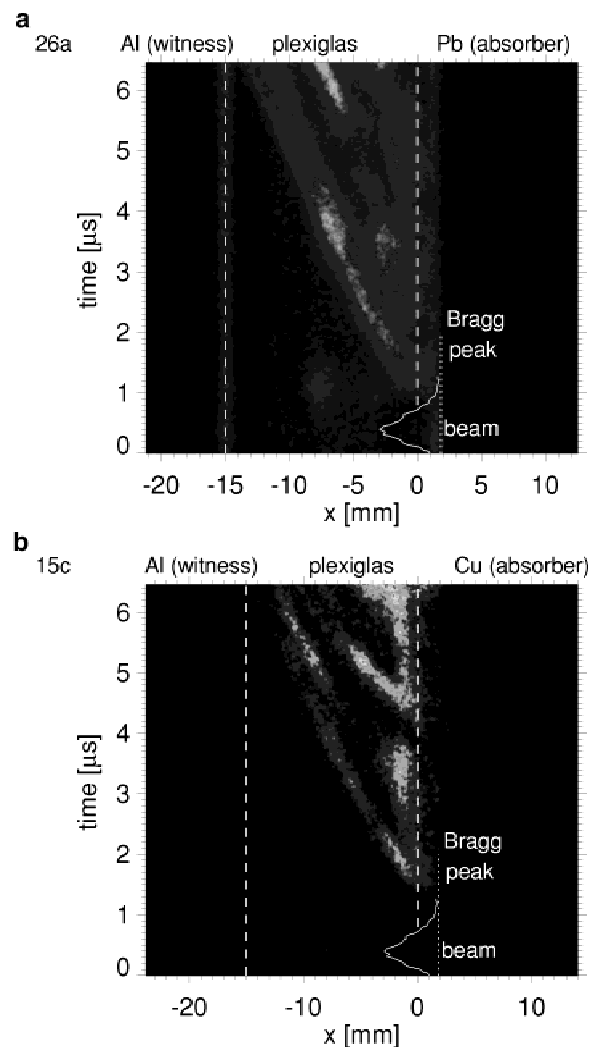 a
26a Al (witness) plexiglas Pb (absorber)
6
5
4
3
2
1
0
time [µs]
Bragg
peak
beam
-20 -15 -10 -5 0 5 10
x [mm]
b
15c Al (witness) plexiglas Cu (absorber)
6
5
4
3
2
1
0
time [µs]
Bragg
peak
beam
-20 -10 0 10
x [mm]